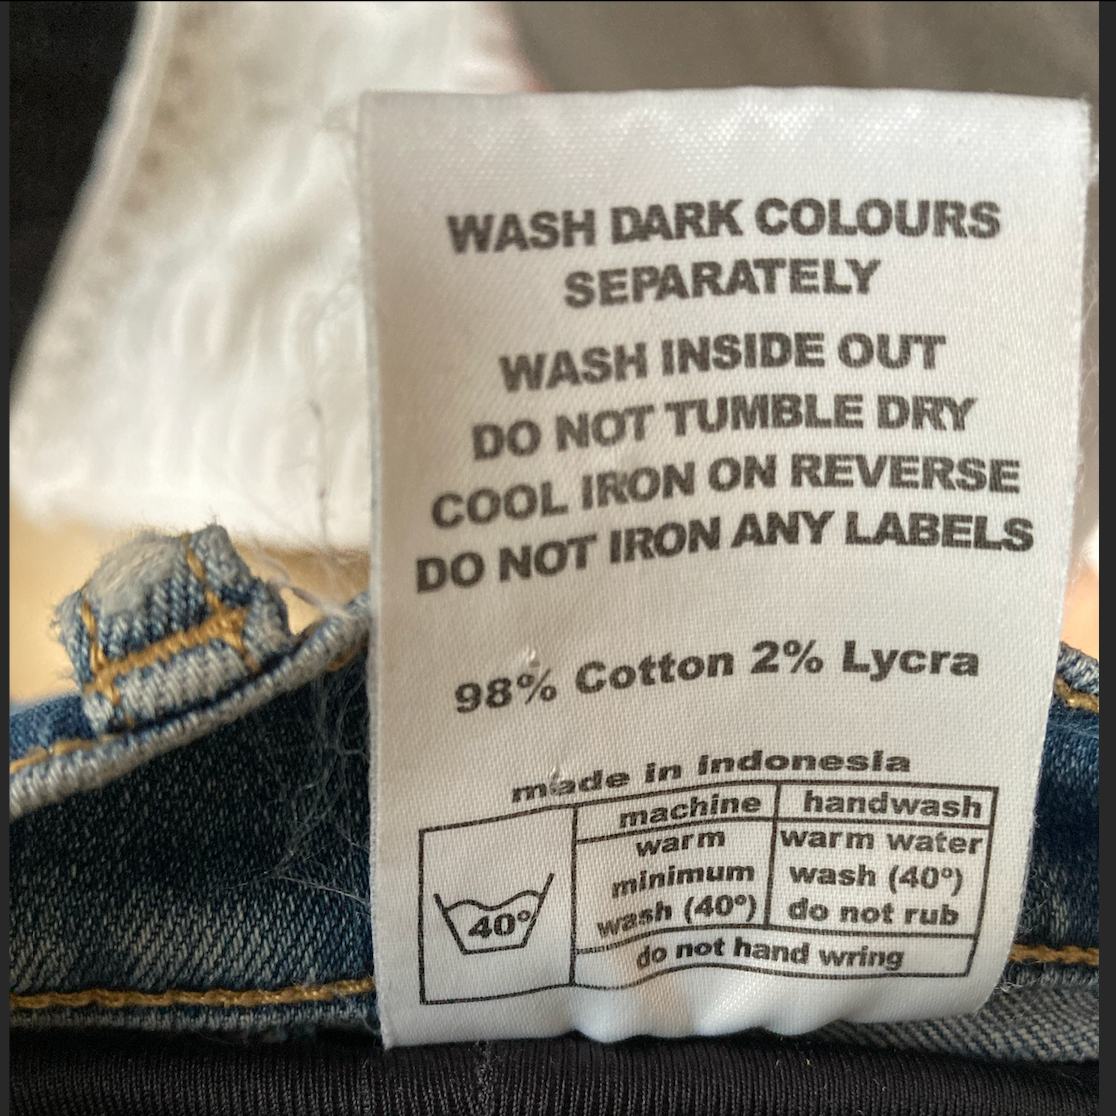 WASH DARK COLOURS
SEPARATELY
WASH INSIDE OUT
DO NOT TUMBLE DRY
COOL IRON ON REVERSE
DO NOT IRON ANY LABELS
98% Cotton 2% Lycra
made in indonesia
machine
warm
minimum
wash (40°)
handwash
warm water
wash (40°)
do not rub
40°
do not hand wring